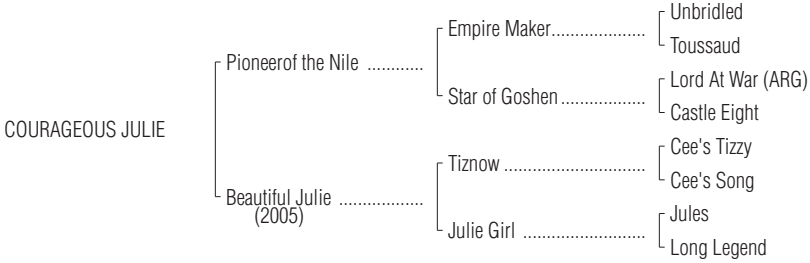 Unbridled
Empire Maker....................
Toussaud
Pioneerof the Nile ............
Lord At War (ARG)
Star of Goshen..................
Castle Eight
COURAGEOUS JULIE
Cee's Tizzy
Tiznow ..............................
Cee's Song
Beautiful Julie ..................
(2005)
Jules
Julie Girl ..........................
Long Legend